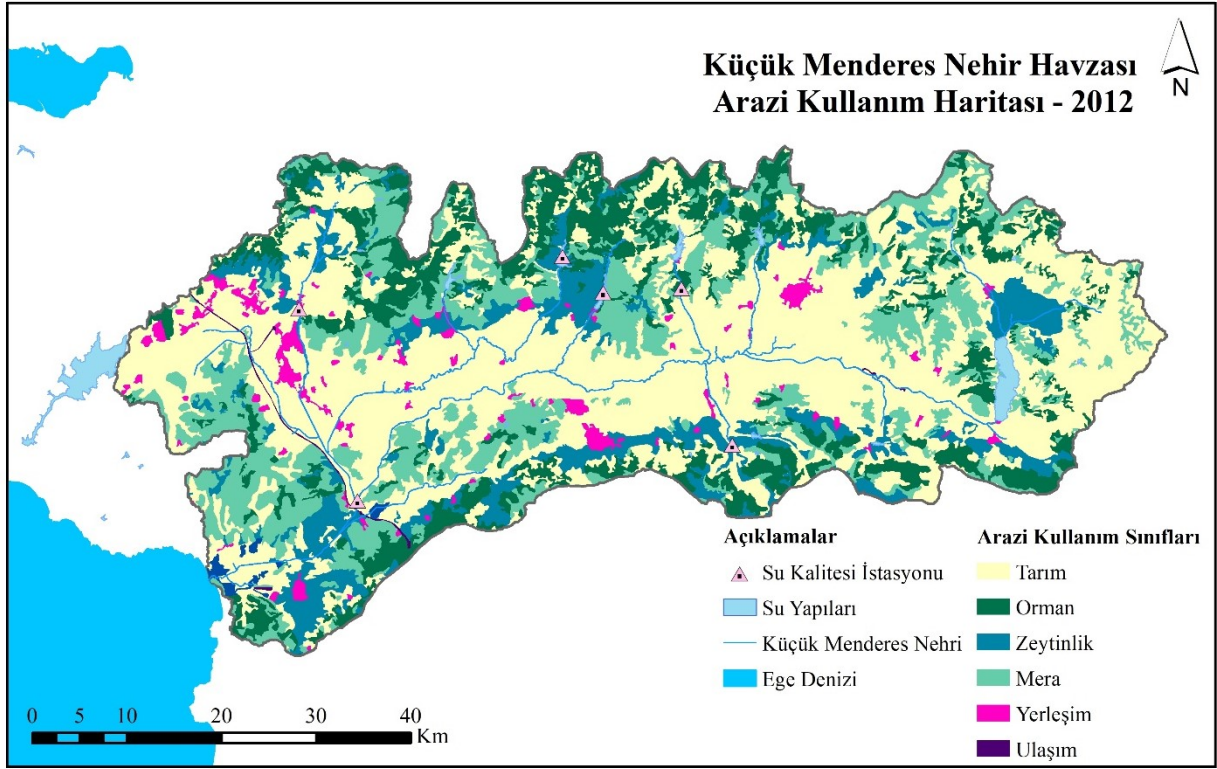 Küçük Menderes Nehir Havzası
Arazi Kullanım Haritası - 2012
N
Açıklamalar
Su Kalitesi İstasyonu
Su Yapıları
Küçük Menderes Nehri
Ege Denizi
Arazi Kullanım Sınıfları
Tarım
Orman
Zeytinlik
Mera
Yerleşim
Ulaşım
0 5 10 20 30 40
Km